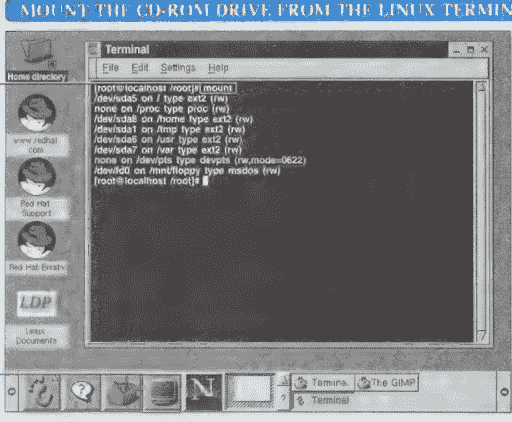 MOUNT THE CD-ROM DRIVE FROM THE LINUX TERMIN
Terminal
File Edit Settings Help
Home directory
[root@localhost /root]# mount
/dev/sda5 on / type ext2 (rw)
none on /proc type proc (rw)
/dev/sda8 on /home type ext2 (rw)
/dev/sda1 on /tmp type ext2 (rw)
/dev/sda6 on /usr type ext2 (rw)
/dev/sda7 on /var type ext2 (rw)
none on /dev/pts type devpts (rw,mode=0622)
/dev/fd0 on /mnt/floppy type msdos (rw)
[root@localhost /root]#
www.redhat
com
Red Hat
Support
Red Hat Errata
LDP
Linux
Documents
N
?
Termina
The GIMP
Terminal